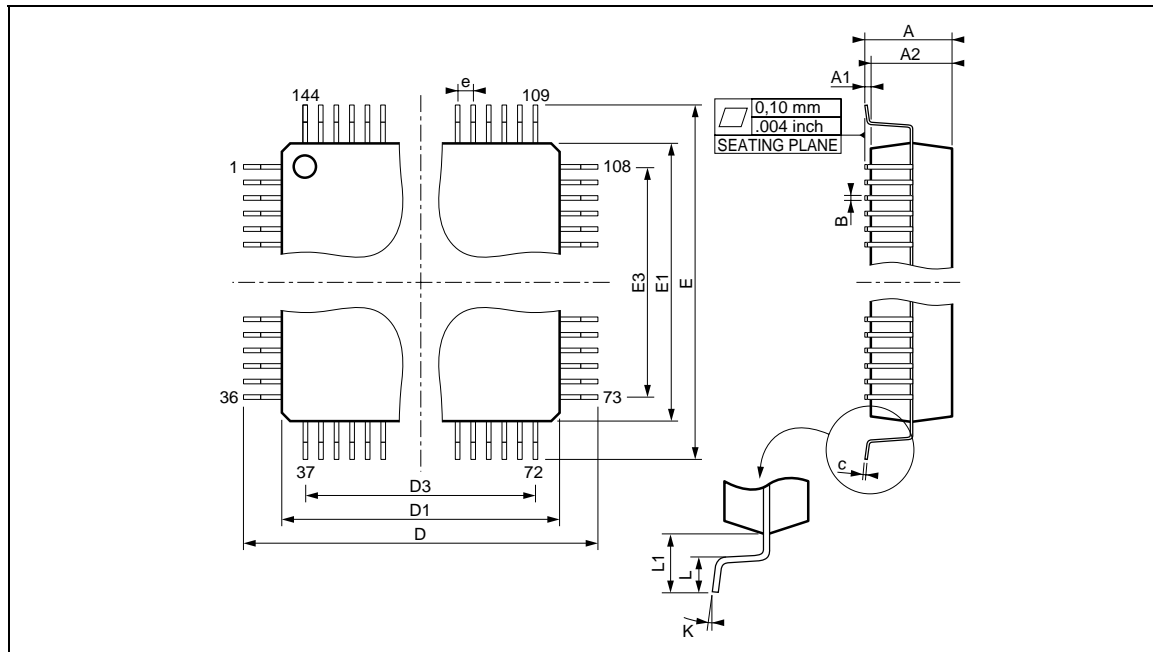 A
A2
A1
e
144
109
0,10 mm
.004 inch
SEATING PLANE
1
108
B
E3
E1
E
36
73
37
72
c
D3
D1
D
L1
L
K